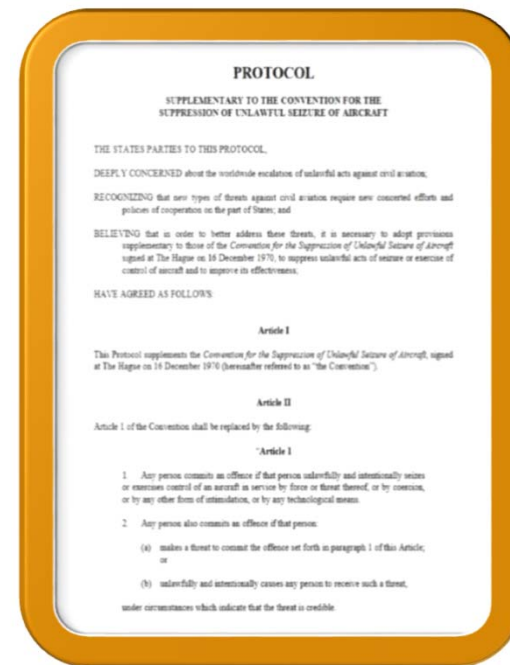 PROTOCOL
SUPPLEMENTARY TO THE CONVENTION FOR THE
SUPPRESSION OF UNLAWFUL SEIZURE OF AIRCRAFT
THE STATES PARTIES TO THIS PROTOCOL,
DEEPLY CONCERNED about the worldwide escalation of unlawful acts against civil aviation;
RECOGNIZING that new types of threats against civil aviation require new concerted efforts and
policies of cooperation on the part of States; and
BELIEVING that in order to better address these threats, it is necessary to adopt provisions
supplementary to those of the Convention for the Suppression of Unlawful Seizure of Aircraft
signed at The Hague on 16 December 1970, to suppress unlawful acts of seizure or exercise of
control of aircraft and to improve its effectiveness;
HAVE AGREED AS FOLLOWS:
Article I
This Protocol supplements the Convention for the Suppression of Unlawful Seizure of Aircraft, signed
at The Hague on 16 December 1970 (hereinafter referred to as “the Convention”).
Article II
Article 1 of the Convention shall be replaced by the following:
“Article 1
1. Any person commits an offence if that person unlawfully and intentionally seizes
or exercises control of an aircraft in service by force or threat thereof, or by coercion,
or by any other form of intimidation, or by any technological means.
2. Any person also commits an offence if that person:
(a) makes a threat to commit the offence set forth in paragraph 1 of this Article;
or
(b) unlawfully and intentionally causes any person to receive such a threat,
under circumstances which indicate that the threat is credible.